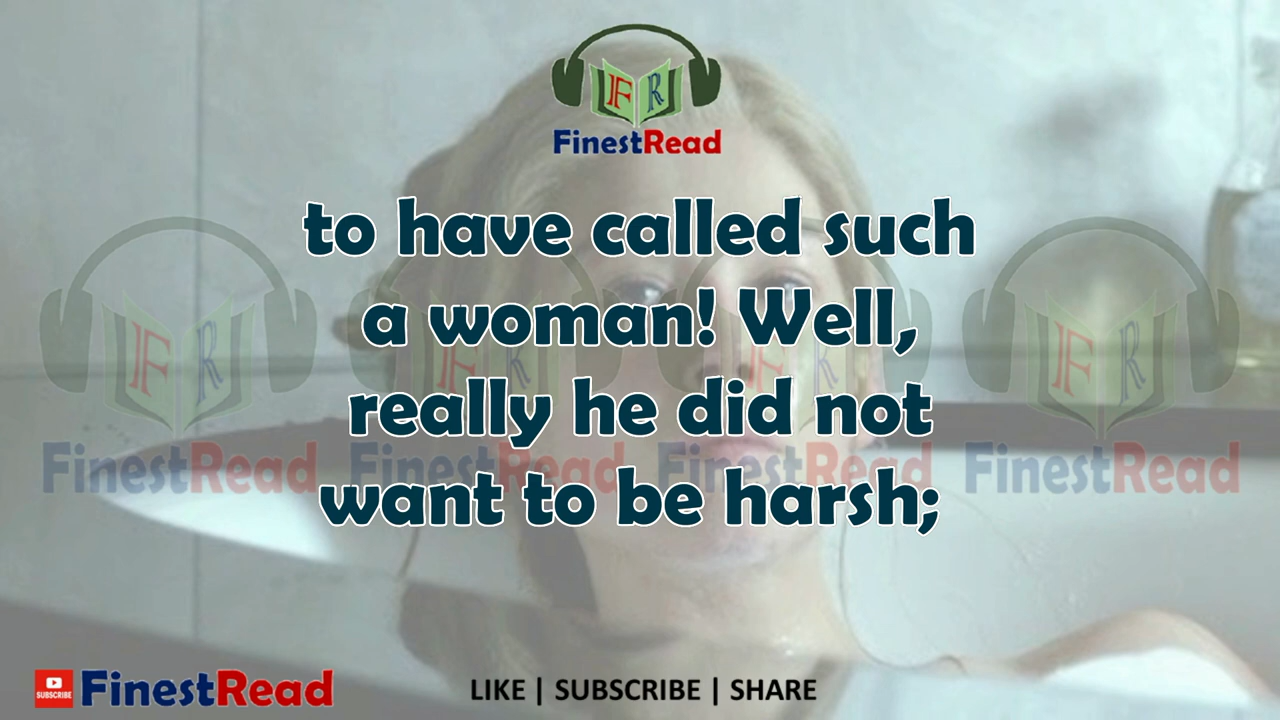 F R
FinestRead
to have called such
a woman! Well,
really he did not
want to be harsh;
F R
F R
F R
F R
FinestRead
FinestRead
FinestRead
FinestRead
SUBSCRIBE
FinestRead
LIKE | SUBSCRIBE | SHARE